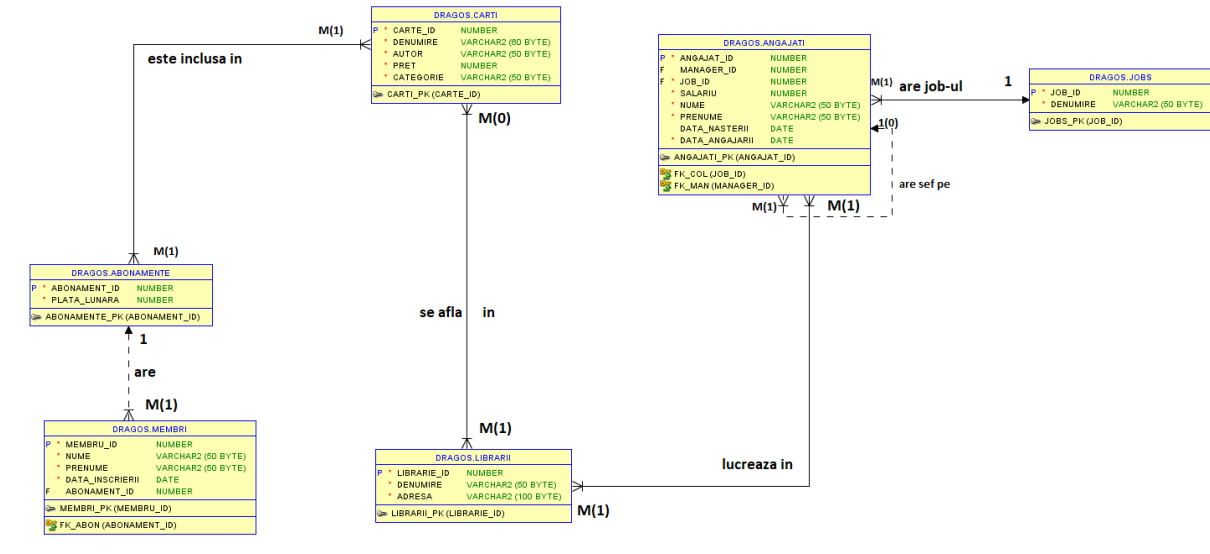 DRAGOS.CARTI
P * CARTE_ID NUMBER
* DENUMIRE VARCHAR2 (60 BYTE)
* AUTOR VARCHAR2 (50 BYTE)
* PRET NUMBER
* CATEGORIE VARCHAR2 (50 BYTE)
CARTI_PK (CARTE_ID)
M(1)
este inclusa in
M(1)
M(0)
se afla in
M(1)
DRAGOS.ABONAMENTE
P * ABONAMENT_ID NUMBER
* PLATA_LUNARA NUMBER
ABONAMENTE_PK (ABONAMENT_ID)
1
are
M(1)
DRAGOS.MEMBRI
P * MEMBRU_ID NUMBER
* NUME VARCHAR2 (50 BYTE)
* PRENUME VARCHAR2 (50 BYTE)
* DATA_INSCRIERII DATE
F ABONAMENT_ID NUMBER
MEMBRI_PK (MEMBRU_ID)
FK_ABON (ABONAMENT_ID)
DRAGOS.LIBRARII
P * LIBRARIE_ID NUMBER
* DENUMIRE VARCHAR2 (50 BYTE)
* ADRESA VARCHAR2 (100 BYTE)
LIBRARII_PK (LIBRARIE_ID)
M(1)
lucreaza in
M(1)
DRAGOS.ANGAJATI
P * ANGAJAT_ID NUMBER
F MANAGER_ID NUMBER
F * JOB_ID NUMBER
* SALARIU NUMBER
* NUME VARCHAR2 (50 BYTE)
* PRENUME VARCHAR2 (50 BYTE)
DATA_NASTERII DATE
* DATA_ANGAJARII DATE
ANGAJATI_PK (ANGAJAT_ID)
FK_COL (JOB_ID)
FK_MAN (MANAGER_ID)
M(1)
are job-ul
1
1(0)
are sef pe
M(1)
DRAGOS.JOBS
P * JOB_ID NUMBER
* DENUMIRE VARCHAR2 (50 BYTE)
JOBS_PK (JOB_ID)